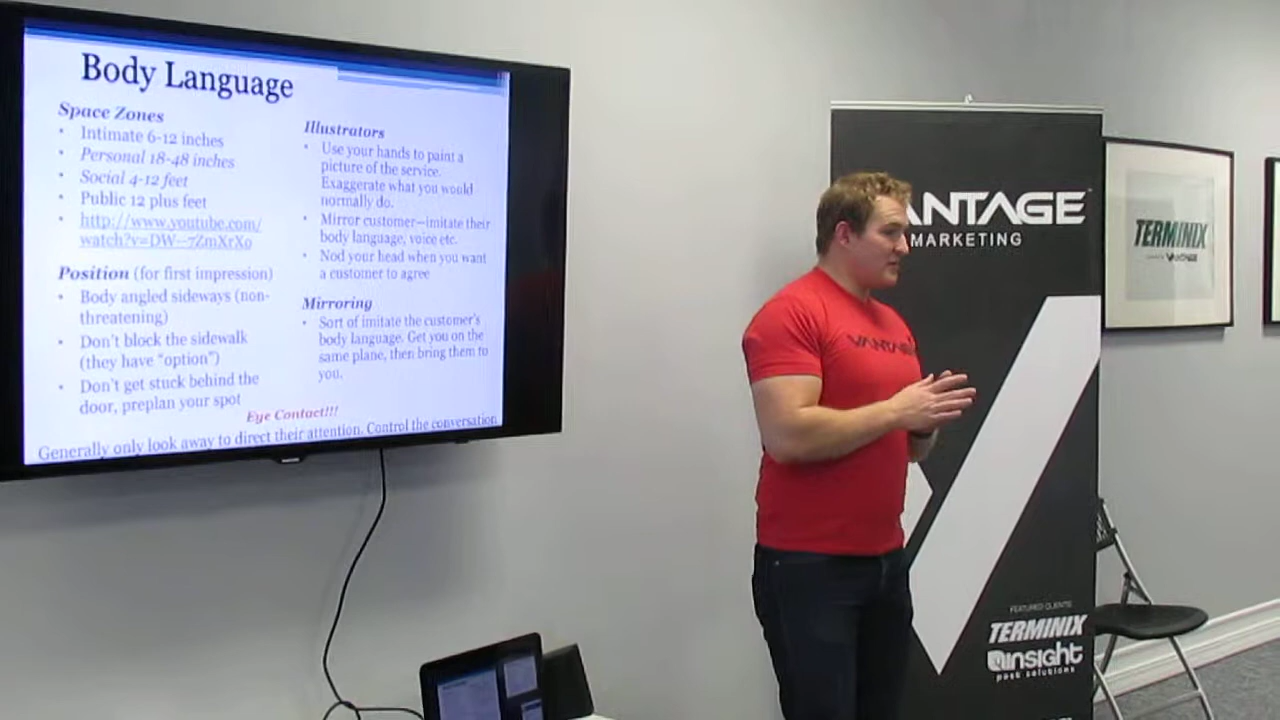 Body Language
Space Zones
• Intimate 6-12 inches
• Personal 18-48 inches
• Social 4-12 feet
• Public 12 plus feet
• http://www.youtube.com/
watch?v=DW--7ZmXrX0
Position (for first impression)
• Body angled sideways (non-
threatening)
• Don't block the sidewalk
(they have "option")
• Don't get stuck behind the
door, preplan your spot
Illustrators
• Use your hands to paint a
picture of the service.
Exaggerate what you would
normally do.
• Mirror customer—imitate their
body language, voice etc.
• Nod your head when you want
a customer to agree
Mirroring
• Sort of imitate the customer's
body language. Get you on the
same plane, then bring them to
you.
Eye Contact!!!
Generally only look away to direct their attention. Control the conversation
VANTAGE
ANTAGE
MARKETING
FEATURED CLIENTS
TERMINIX
insight
pest solutions
TERMINIX
VANTAGE